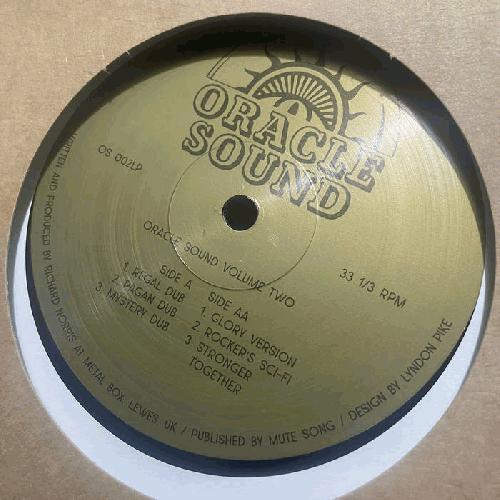 ORACLE
SOUND
OS 002LP
33 1/3 RPM
ORACLE SOUND VOLUME TWO
SIDE A
1. REGAL DUB
2. PAGAN DUB
3. MYSTERY DUB
SIDE AA
1. GLORY VERSION
2. ROCKER'S SCI-FI
3 STRONGER
TOGETHER
WRITTEN AND PRODUCED BY RICHARD NORRIS AT METAL BOX, LEWES UK / PUBLISHED BY MUTE SONG / DESIGN BY LYNDON PIKE